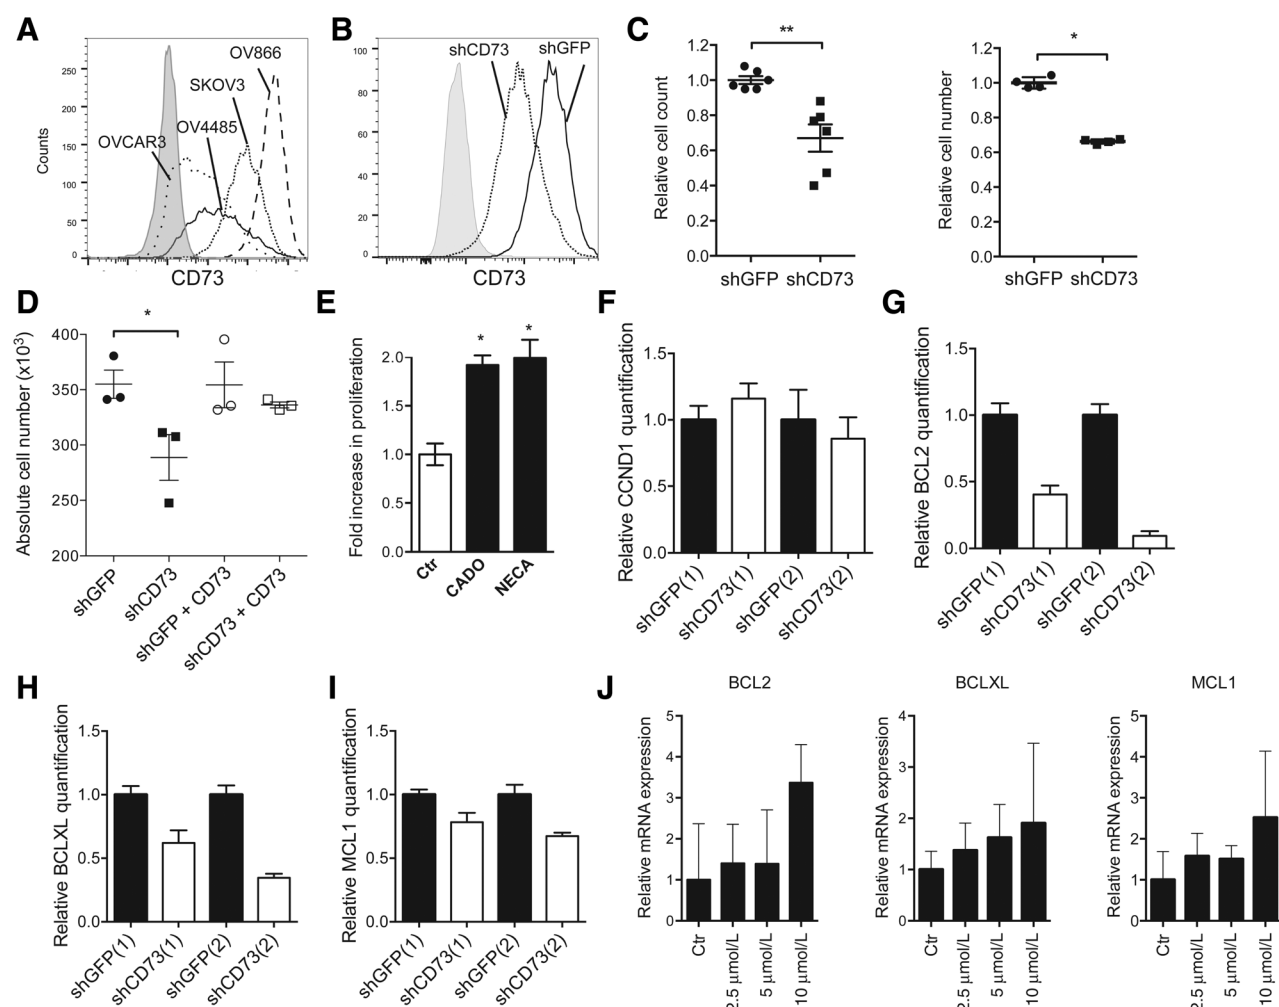 A
Counts
250
200
150
100
50
0
OV866
SKOV3
OV4485
OVCAR3
CD73
B
100
80
60
40
20
0
shCD73
shGFP
CD73
C
Relative cell count
1.2
1.0
0.8
0.6
0.4
0.2
0.0
**
shGFP
shCD73
Relative cell number
1.2
1.0
0.8
0.6
0.4
0.2
0.0
*
shGFP
shCD73
D
Absolute cell number (x10³)
400
350
300
250
200
*
shGFP
shCD73
shGFP + CD73
shCD73 + CD73
E
Fold increase in proliferation
2.0
1.5
1.0
0.5
0.0
*
*
Ctr
CADO
NECA
F
Relative CCND1 quantification
1.5
1.0
0.5
0.0
shGFP(1)
shCD73(1)
shGFP(2)
shCD73(2)
G
Relative BCL2 quantification
1.5
1.0
0.5
0.0
shGFP(1)
shCD73(1)
shGFP(2)
shCD73(2)
H
Relative BCLXL quantification
1.5
1.0
0.5
0.0
shGFP(1)
shCD73(1)
shGFP(2)
shCD73(2)
I
Relative MCL1 quantification
1.5
1.0
0.5
0.0
shGFP(1)
shCD73(1)
shGFP(2)
shCD73(2)
J
BCL2
Relative mRNA expression
5
4
3
2
1
0
Ctr
2.5 μmol/L
5 μmol/L
10 μmol/L
BCLXL
Relative mRNA expression
4
3
2
1
0
Ctr
2.5 μmol/L
5 μmol/L
10 μmol/L
MCL1
Relative mRNA expression
5
4
3
2
1
0
Ctr
2.5 μmol/L
5 μmol/L
10 μmol/L